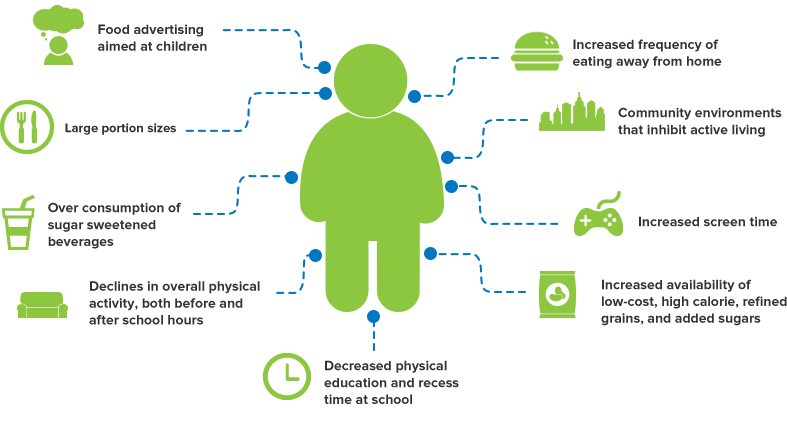 Food advertising
aimed at children
Large portion sizes
Over consumption of
sugar sweetened
beverages
Declines in overall physical
activity, both before and
after school hours
Decreased physical
education and recess
time at school
Increased frequency of
eating away from home
Community environments
that inhibit active living
Increased screen time
Increased availability of
low-cost, high calorie, refined
grains, and added sugars